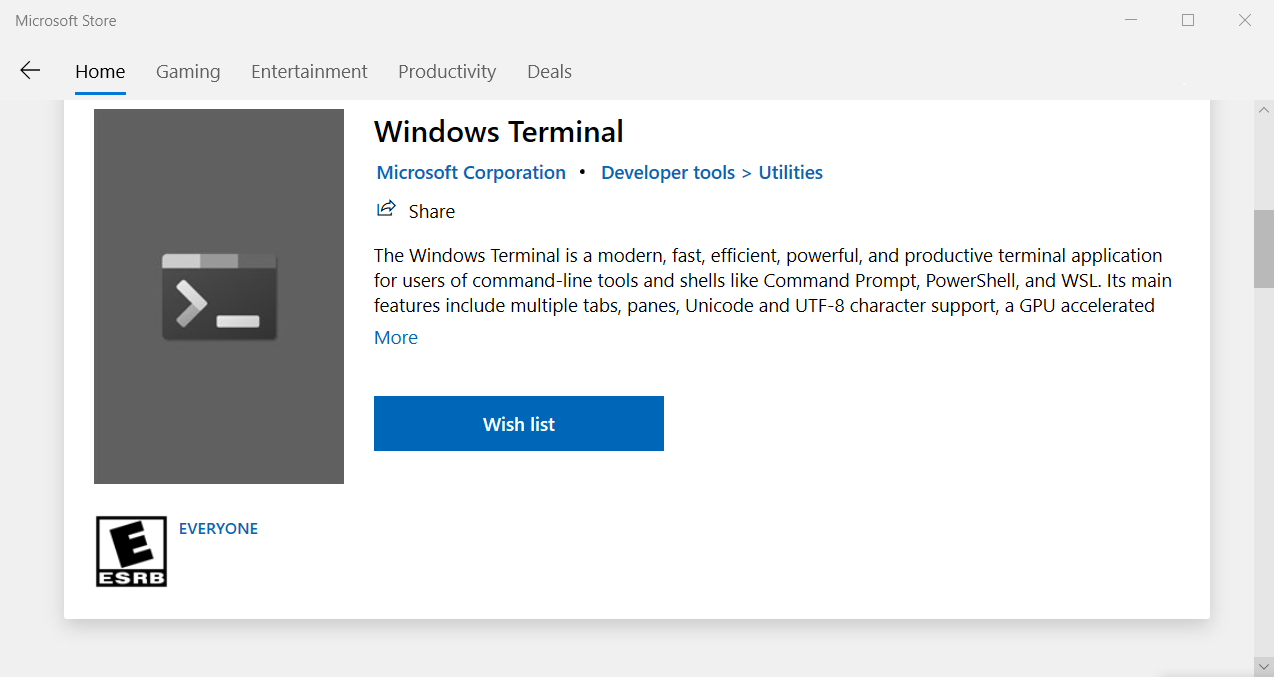 Microsoft Store
Home Gaming Entertainment Productivity Deals
Windows Terminal
Microsoft Corporation • Developer tools > Utilities
Share
The Windows Terminal is a modern, fast, efficient, powerful, and productive terminal application
for users of command-line tools and shells like Command Prompt, PowerShell, and WSL. Its main
features include multiple tabs, panes, Unicode and UTF-8 character support, a GPU accelerated
More
Wish list
E
EVERYONE
ESRB